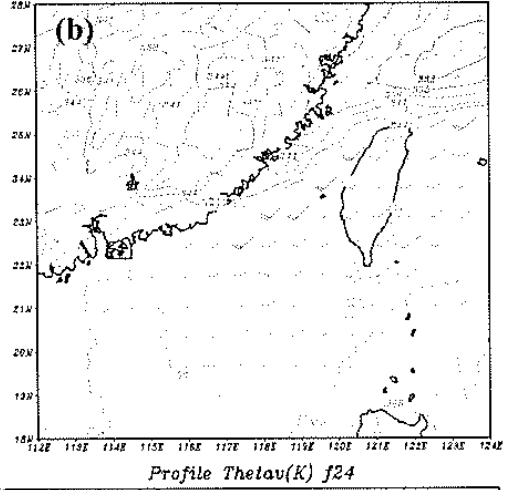 (b)
28N
27N
26N
25N
24N
23N
22N
21N
20N
19N
18N
112E 113E 114E 115E 116E 117E 118E 119E 120E 121E 122E 123E 124E
Profile Thetav(K) f24